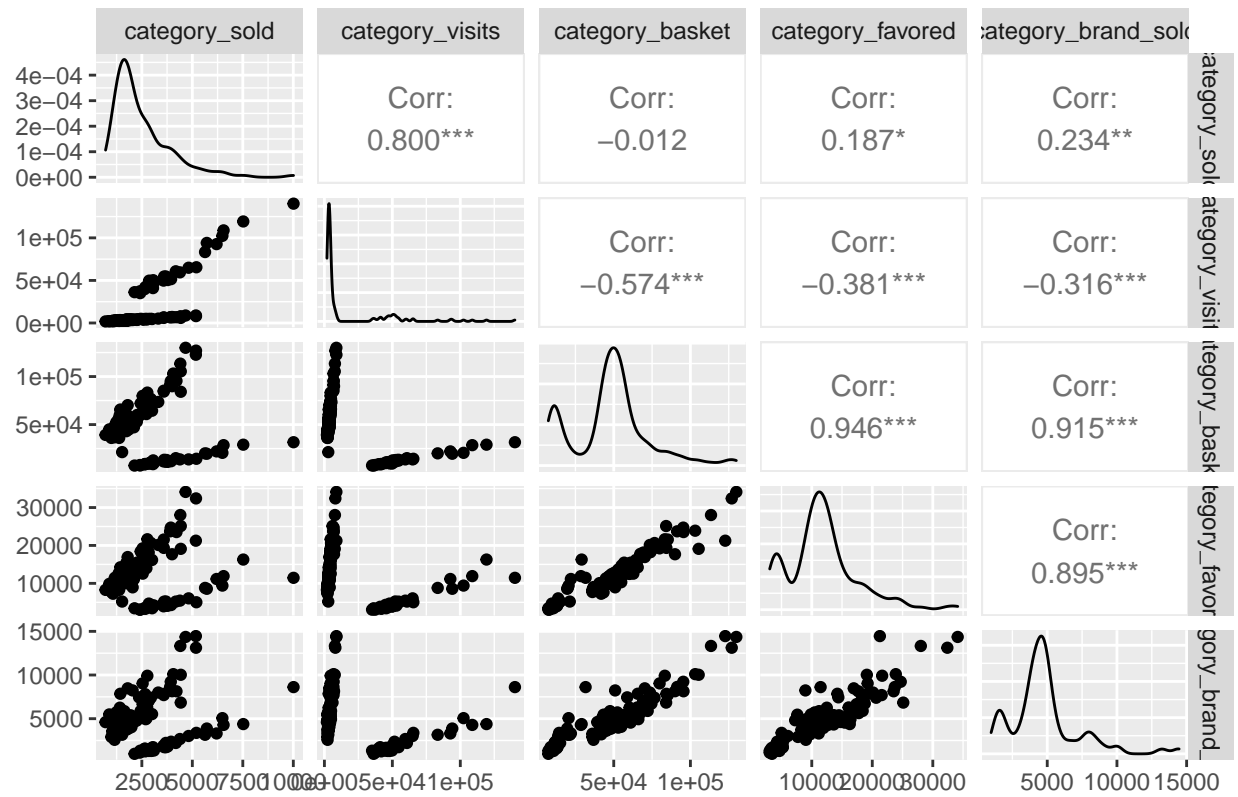 category_sold category_visits category_basket category_favored category_brand_sold
4e−04
3e−04
2e−04
1e−04
0e+00
Corr:
0.800***
Corr:
−0.012
Corr:
0.187*
Corr:
0.234**
category_sold
1e+05
5e+04
0e+00
Corr:
−0.574***
Corr:
−0.381***
Corr:
−0.316***
ategory_visit
1e+05
5e+04
Corr:
0.946***
Corr:
0.915***
tegory_bask
30000
20000
10000
Corr:
0.895***
tegory_favor
15000
10000
5000
gory_brand_
2500 5000 7500 10000 0e+00 5e+04 1e+05 5e+04 1e+05 10000 20000 30000 5000 10000 15000